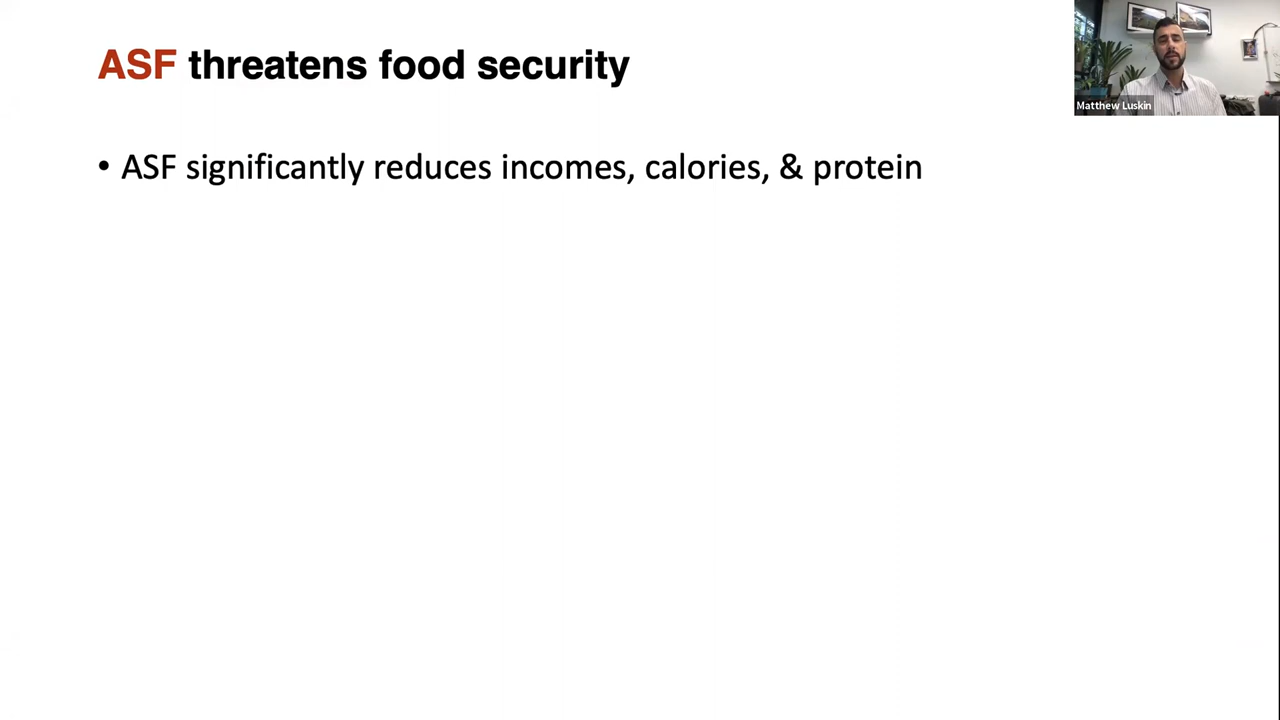 ASF threatens food security
Matthew Luskin
• ASF significantly reduces incomes, calories, & protein